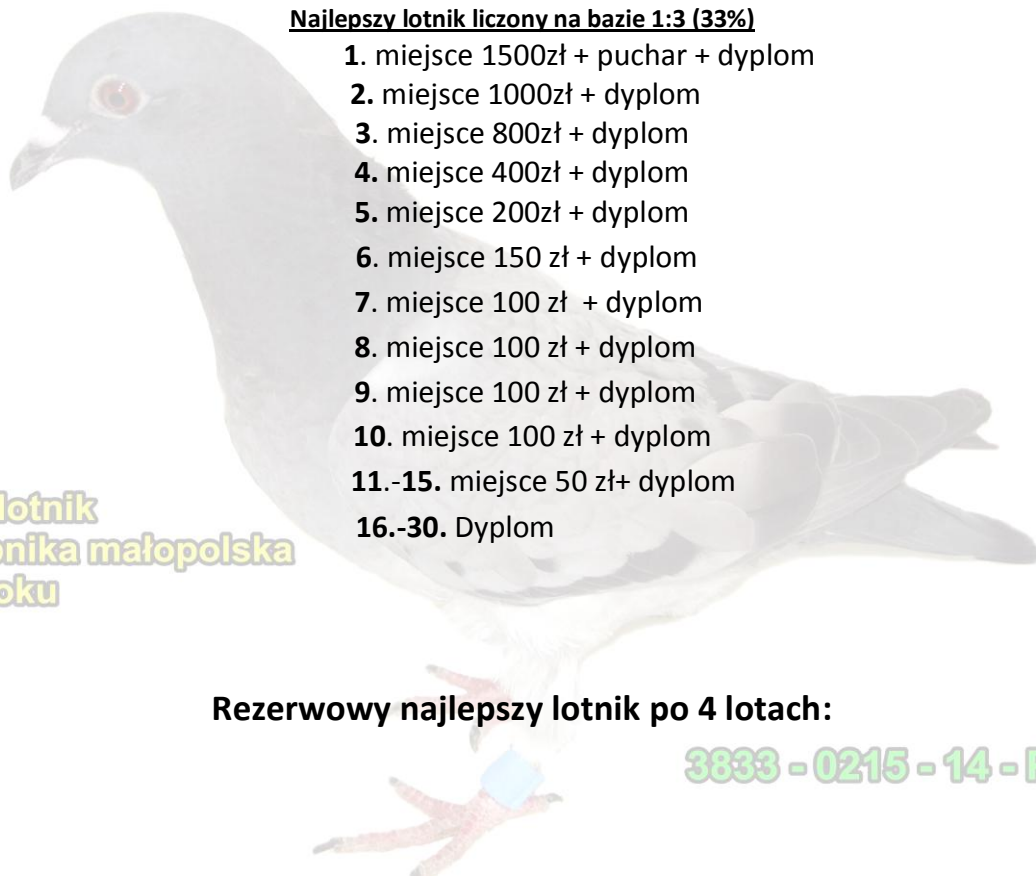 Najlepszy lotnik liczony na bazie 1:3 (33%)
1. miejsce 1500zł + puchar + dyplom
2. miejsce 1000zł + dyplom
3. miejsce 800zł + dyplom
4. miejsce 400zł + dyplom
5. miejsce 200zł + dyplom
6. miejsce 150 zł + dyplom
7. miejsce 100 zł  + dyplom
8. miejsce 100 zł + dyplom
9. miejsce 100 zł + dyplom
10. miejsce 100 zł + dyplom
11.-15. miejsce 50 zł+ dyplom
16.-30. Dyplom
lotnik
małopolska
Rezerwowy najlepszy lotnik po 4 lotach:
3833 - 0215 - 14 -